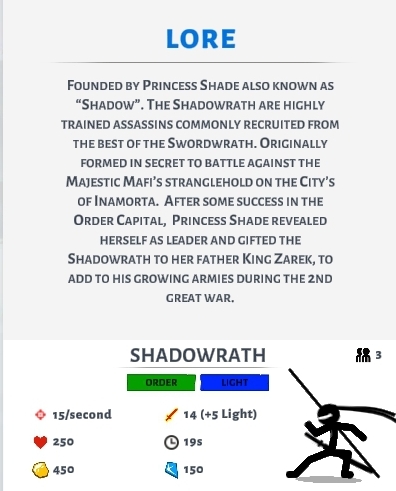 LORE
FOUNDED BY PRINCESS SHADE ALSO KNOWN AS
"SHADOW". THE SHADOWRATH ARE HIGHLY
TRAINED ASSASSINS COMMONLY RECRUITED FROM
THE BEST OF THE SWORDWRATH. ORIGINALLY
FORMED IN SECRET TO BATTLE AGAINST THE
MAJESTIC MAFI'S STRANGLEHOLD ON THE CITY'S
OF INAMORTA. AFTER SOME SUCCESS IN THE
ORDER CAPITAL, PRINCESS SHADE REVEALED
HERSELF AS LEADER AND GIFTED THE
SHADOWRATH TO HER FATHER KING ZAREK, TO
ADD TO HIS GROWING ARMIES DURING THE 2ND
GREAT WAR.
SHADOWRATH
3
ORDER LIGHT
15/second 14 (+5 Light)
250 19s
450 150